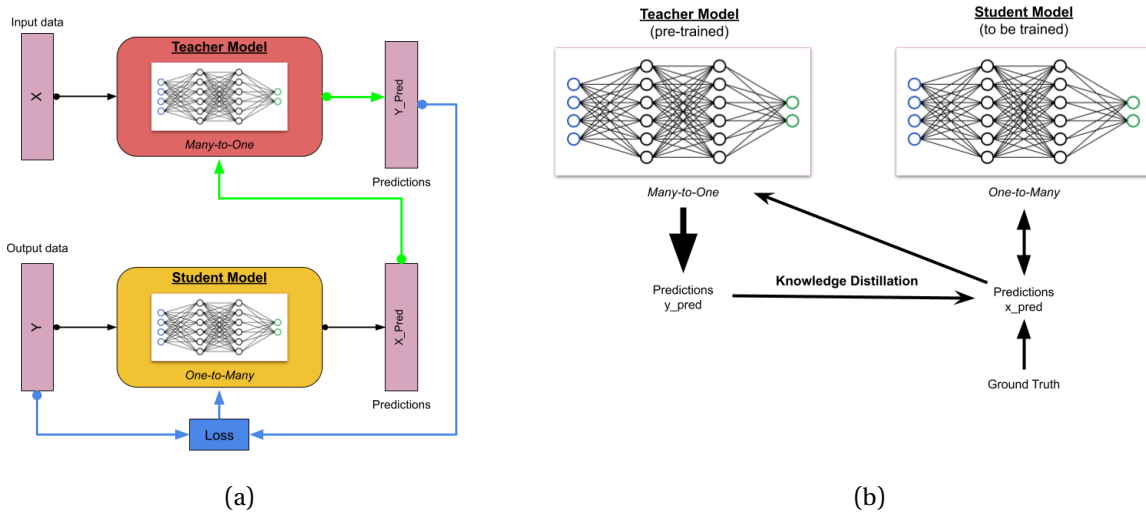 Input data
X
Teacher Model
Many-to-One
Y_Pred
Predictions
Output data
Y
Student Model
One-to-Many
X_Pred
Predictions
Loss
(a)
Teacher Model
(pre-trained)
Many-to-One
Student Model
(to be trained)
One-to-Many
Predictions
y_pred
Knowledge Distillation
Predictions
x_pred
Ground Truth
(b)